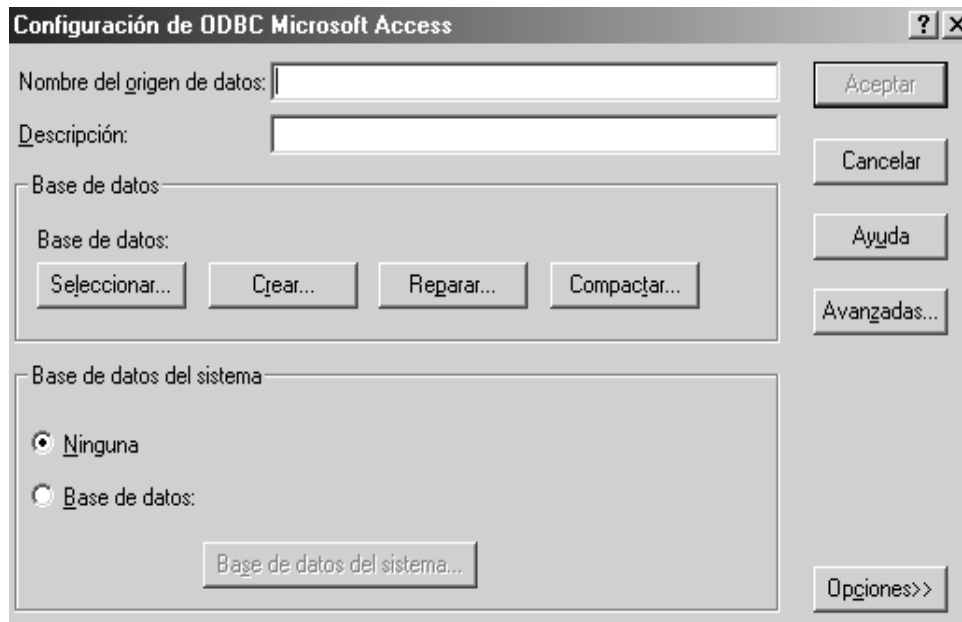 Configuración de ODBC Microsoft Access
Nombre del origen de datos:
Aceptar
Descripción:
Cancelar
Base de datos
Base de datos:
Ayuda
Seleccionar... Crear... Reparar... Compactar...
Avanzadas...
Base de datos del sistema
Ninguna
Base de datos:
Base de datos del sistema...
Opciones>>